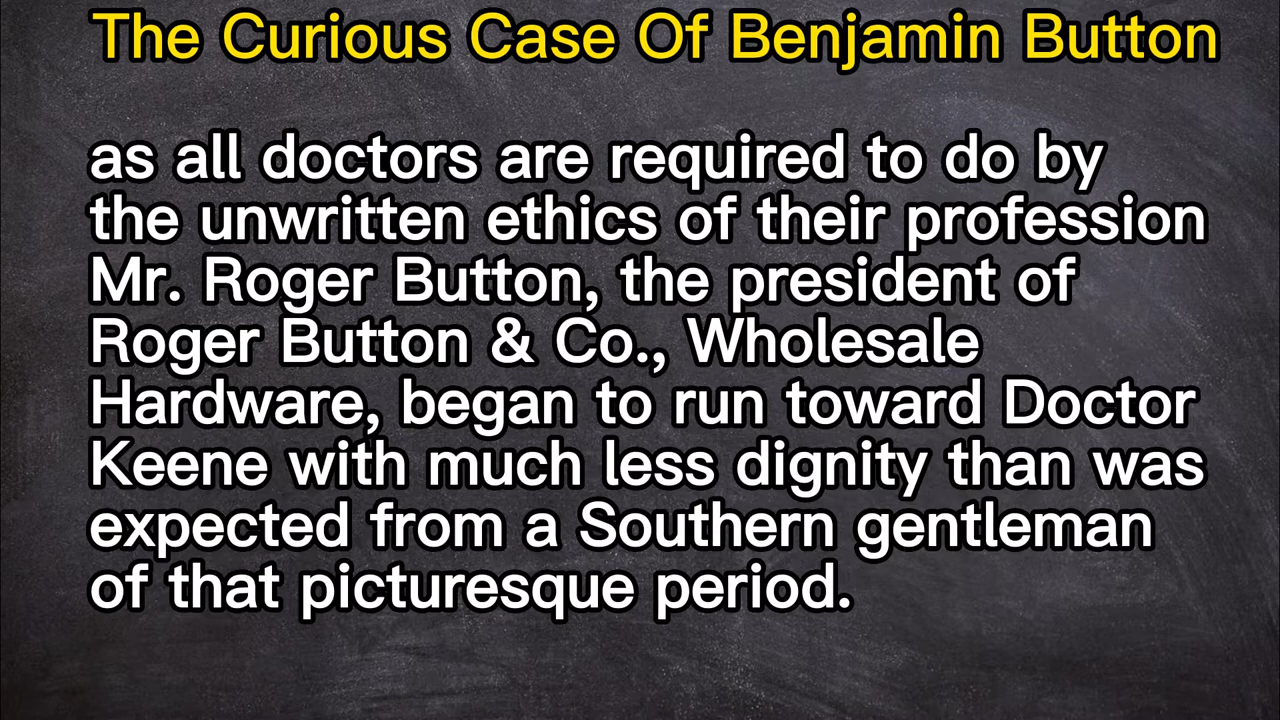 The Curious Case Of Benjamin Button
as all doctors are required to do by
the unwritten ethics of their profession
Mr. Roger Button, the president of
Roger Button & Co., Wholesale
Hardware, began to run toward Doctor
Keene with much less dignity than was
expected from a Southern gentleman
of that picturesque period.